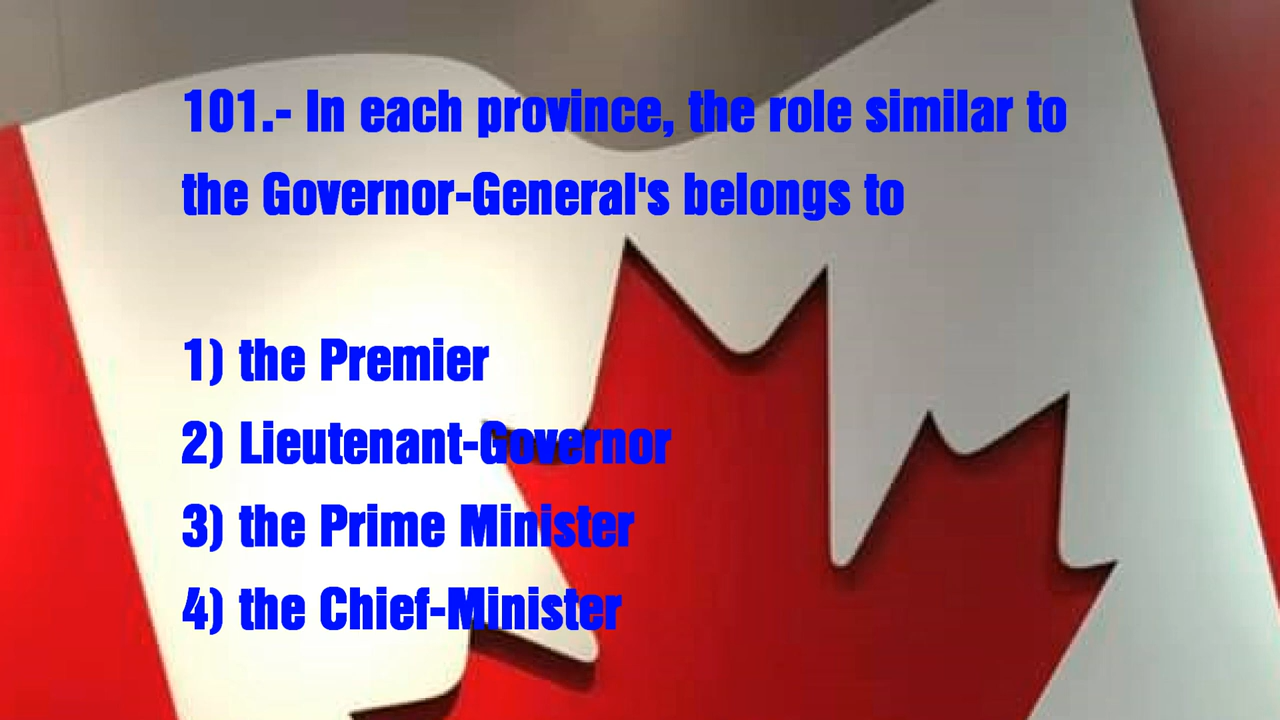 101.- In each province, the role similar to
the Governor-General's belongs to
1) the Premier
2) Lieutenant-Governor
3) the Prime Minister
4) the Chief-Minister